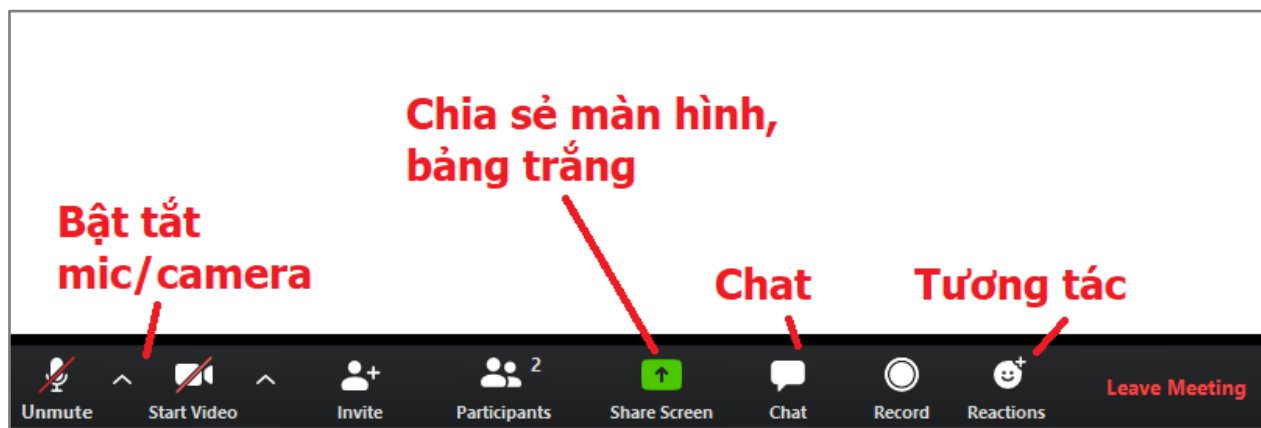 Chia sẻ màn hình,
bảng trắng
Bật tắt
mic/camera
Chat
Tương tác
2
Unmute
Start Video
Invite
Participants
Share Screen
Chat
Record
Reactions
Leave Meeting